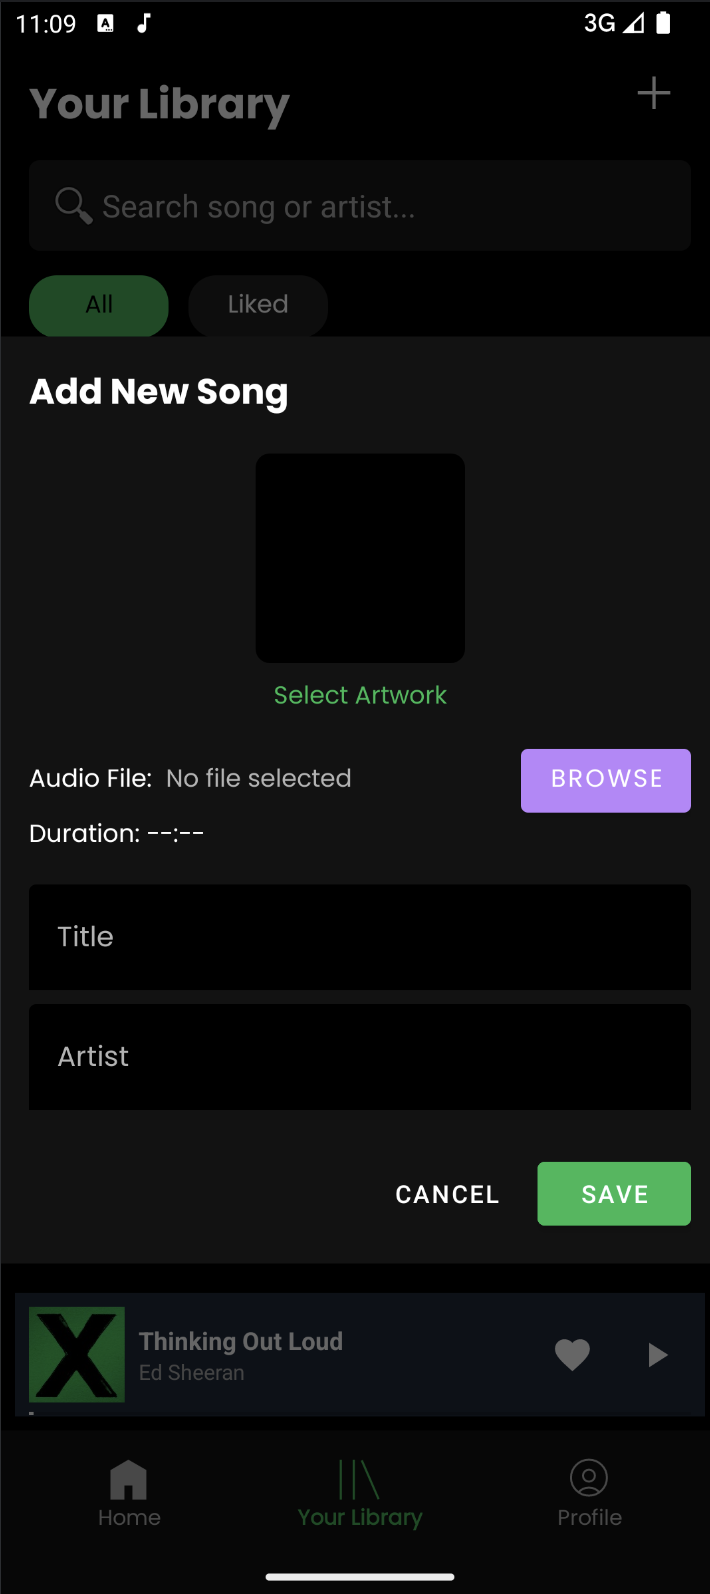 11:09 3G
Your Library
Search song or artist...
All Liked
Add New Song
Select Artwork
Audio File: No file selected BROWSE
Duration: --:--
Title
Artist
CANCEL SAVE
Thinking Out Loud
Ed Sheeran
Home Your Library Profile